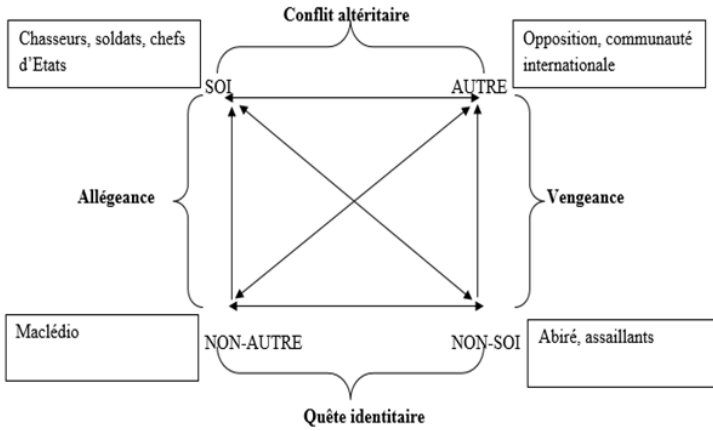 Conflit altéritaire
Chasseurs, soldats, chefs
d'Etats
Opposition, communauté
internationale
SOI
AUTRE
Allégeance
Vengeance
Maclédio
NON-AUTRE
NON-SOI
Abiré, assaillants
Quête identitaire